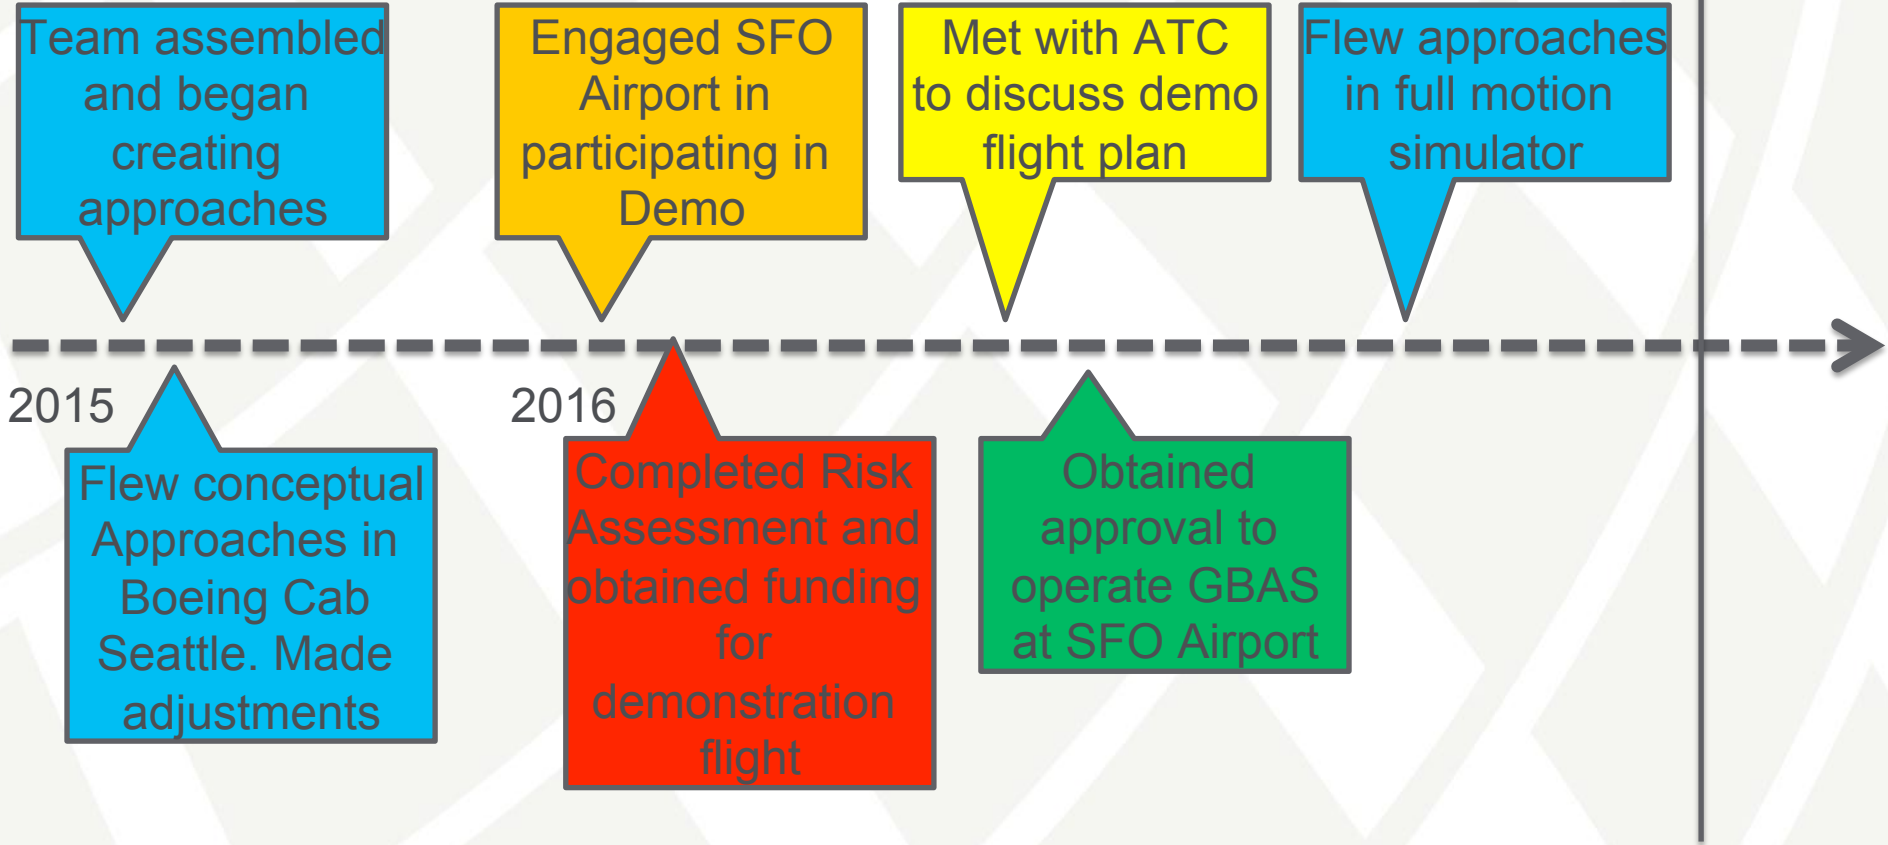 Team assembled
and began
creating
approaches
Engaged SFO
Airport in
participating in
Demo
Met with ATC
to discuss demo
flight plan
Flew approaches
in full motion
simulator
2015
2016
Flew conceptual
Approaches in
Boeing Cab
Seattle. Made
adjustments
Completed Risk
Assessment and
obtained funding
for
demonstration
flight
Obtained
approval to
operate GBAS
at SFO Airport